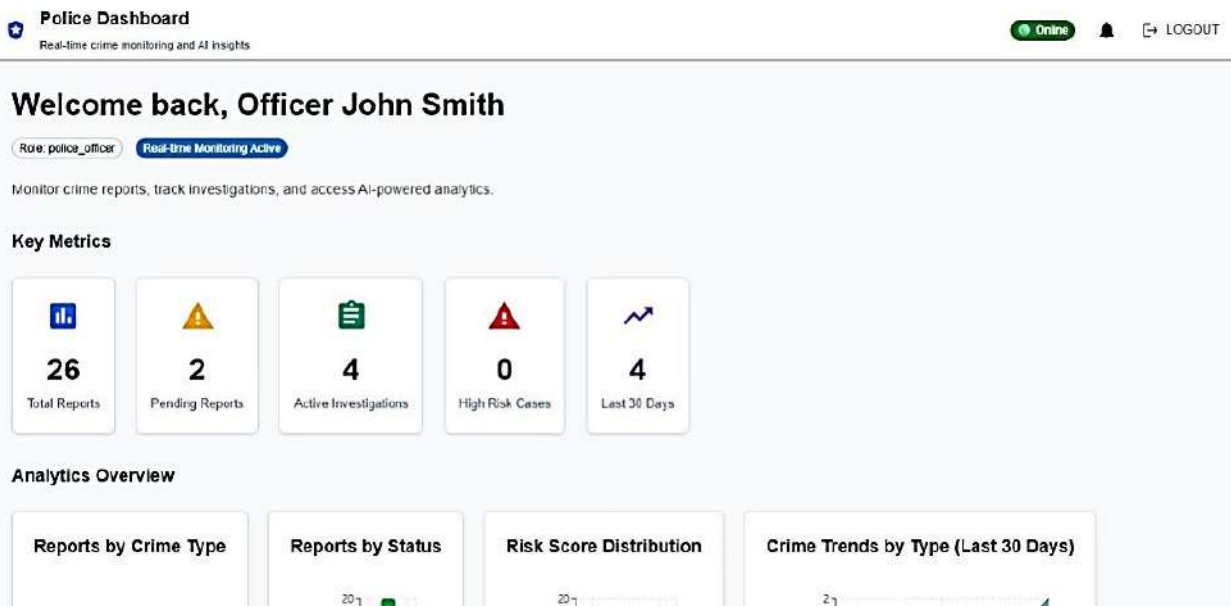 Police Dashboard
Real-time crime monitoring and AI insights
Online
LOGOUT
Welcome back, Officer John Smith
Role: police_officer
Real-time Monitoring Active
Monitor crime reports, track investigations, and access AI-powered analytics.
Key Metrics
26
Total Reports
2
Pending Reports
4
Active Investigations
0
High Risk Cases
4
Last 30 Days
Analytics Overview
Reports by Crime Type
Reports by Status
20
Risk Score Distribution
20
Crime Trends by Type (Last 30 Days)
2